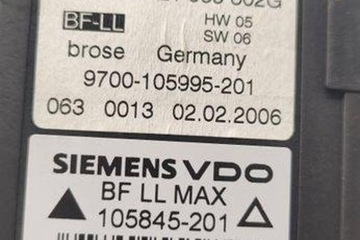 BF-LL HW 05
SW 06
brose Germany
9700-105995-201
063 0013 02.02.2006
SIEMENS VDO
BF LL MAX
105845-201